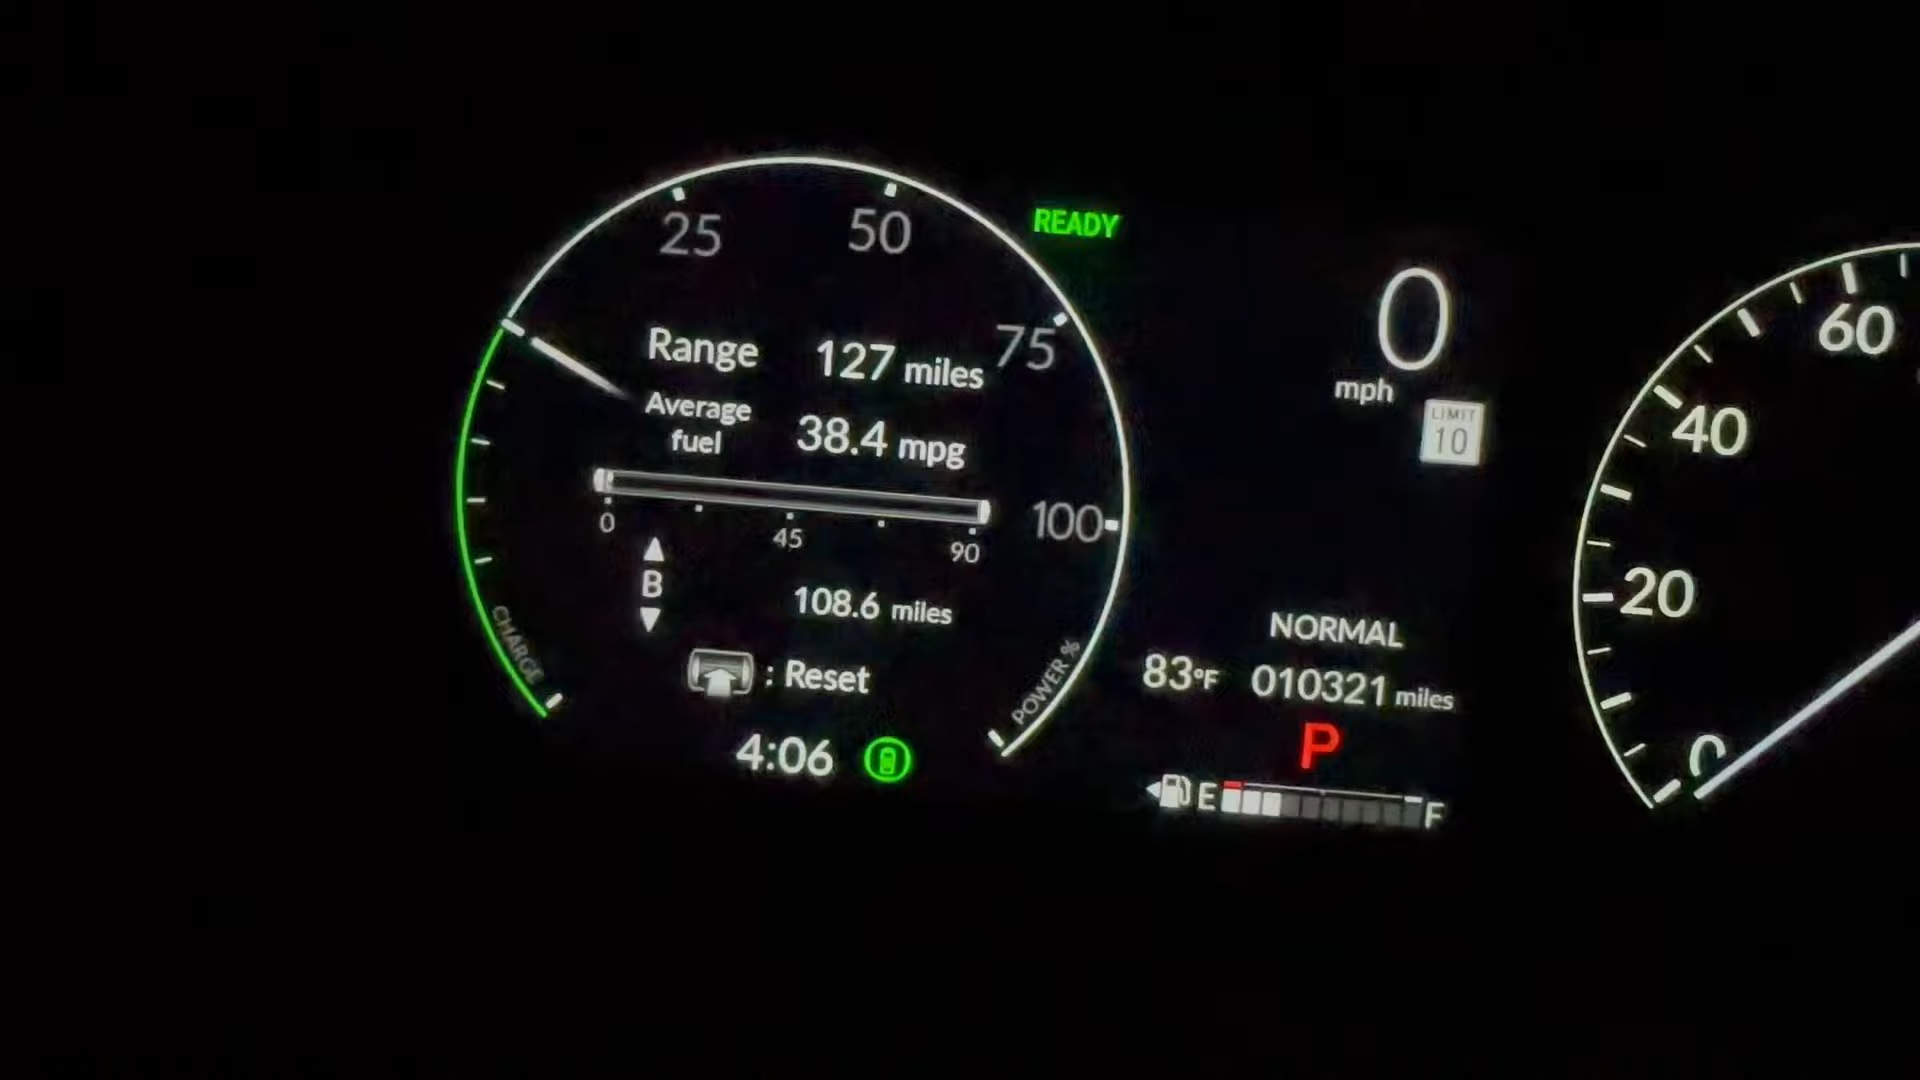 25 50 75 100
READY
Range 127 miles
Average fuel 38.4 mpg
0 45 90
B 108.6 miles
: Reset
4:06
CHARGE
POWER %
0 mph
LIMIT 10
NORMAL
83°F 010321 miles
P
E F
0 20 40 60